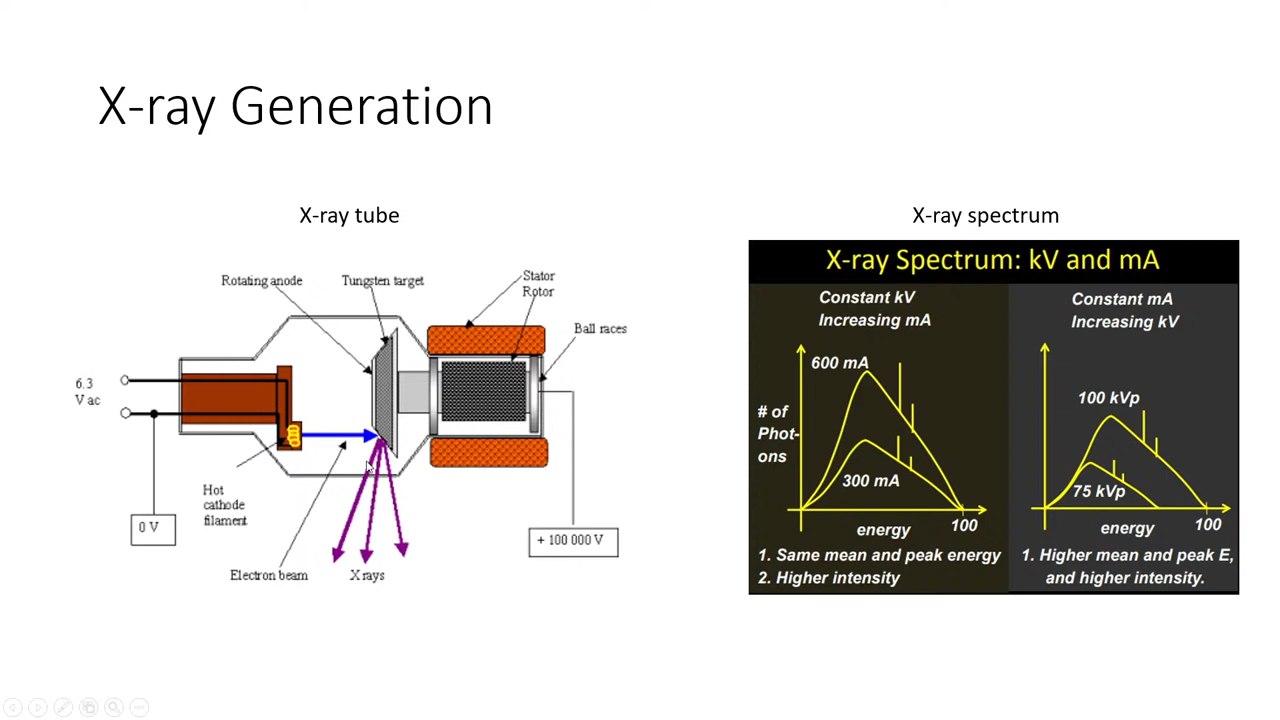 X-ray Generation
X-ray tube
Rotating anode
Tungsten target
Stator
Rotor
Ball races
6.3
V ac
Hot
cathode
filament
0 V
Electron beam
X rays
+ 100 000 V
X-ray spectrum
X-ray Spectrum: kV and mA
Constant kV
Increasing mA
600 mA
# of
Phot-
ons
300 mA
energy
100
1. Same mean and peak energy
2. Higher intensity
Constant mA
Increasing kV
100 kVp
75 kVp
energy
100
1. Higher mean and peak E,
and higher intensity.